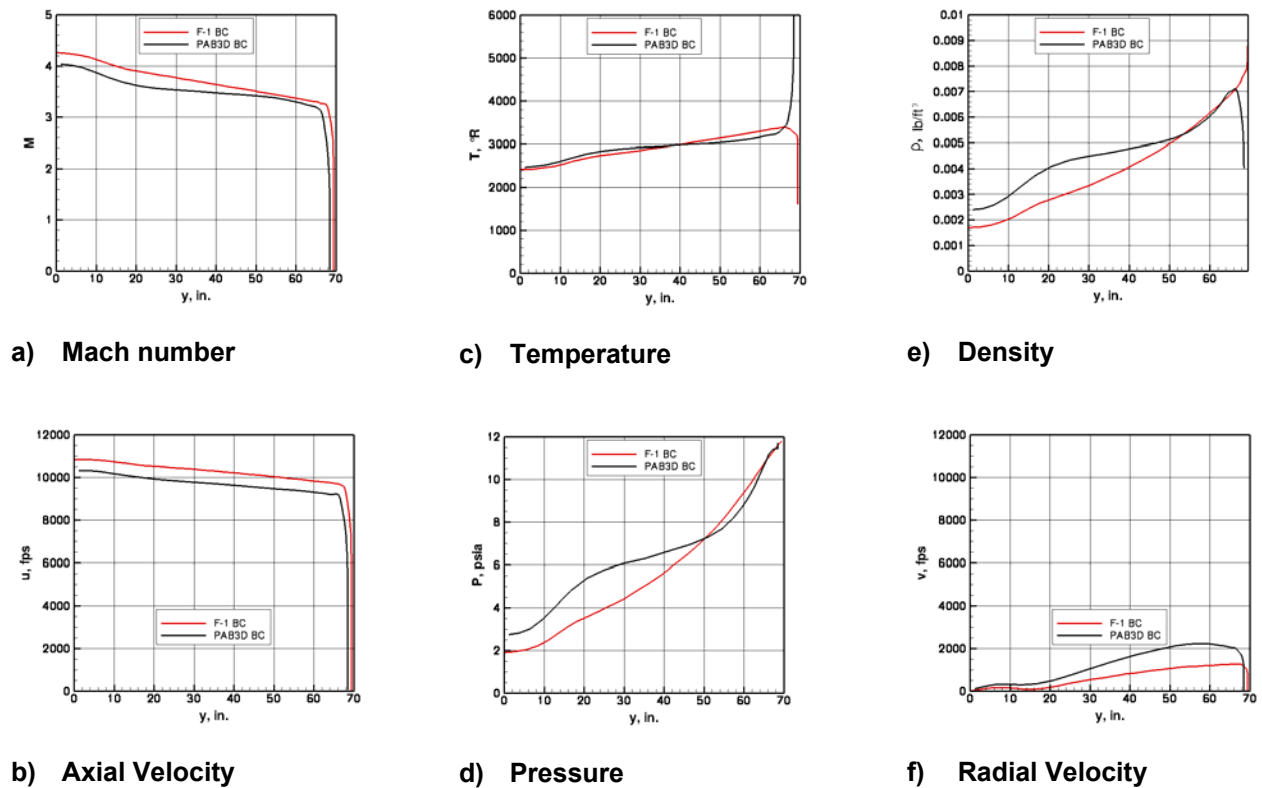 5
4
3
2
1
0
M
F-1 BC
PAB3D BC
0 10 20 30 40 50 60 70
y, in.
a) Mach number
6000
5000
4000
3000
2000
1000
0
T, °R
F-1 BC
PAB3D BC
0 10 20 30 40 50 60 70
y, in.
c) Temperature
0.01
0.009
0.008
0.007
0.006
0.005
0.004
0.003
0.002
0.001
0
ρ, lb/ft³
F-1 BC
PAB3D BC
0 10 20 30 40 50 60
y, in.
e) Density
12000
10000
8000
6000
4000
2000
0
u, fps
F-1 BC
PAB3D BC
0 10 20 30 40 50 60 70
y, in.
b) Axial Velocity
12
10
8
6
4
2
0
P, psia
F-1 BC
PAB3D BC
0 10 20 30 40 50 60 70
y, in.
d) Pressure
12000
10000
8000
6000
4000
2000
0
v, fps
F-1 BC
PAB3D BC
0 10 20 30 40 50 60 70
y, in.
f) Radial Velocity